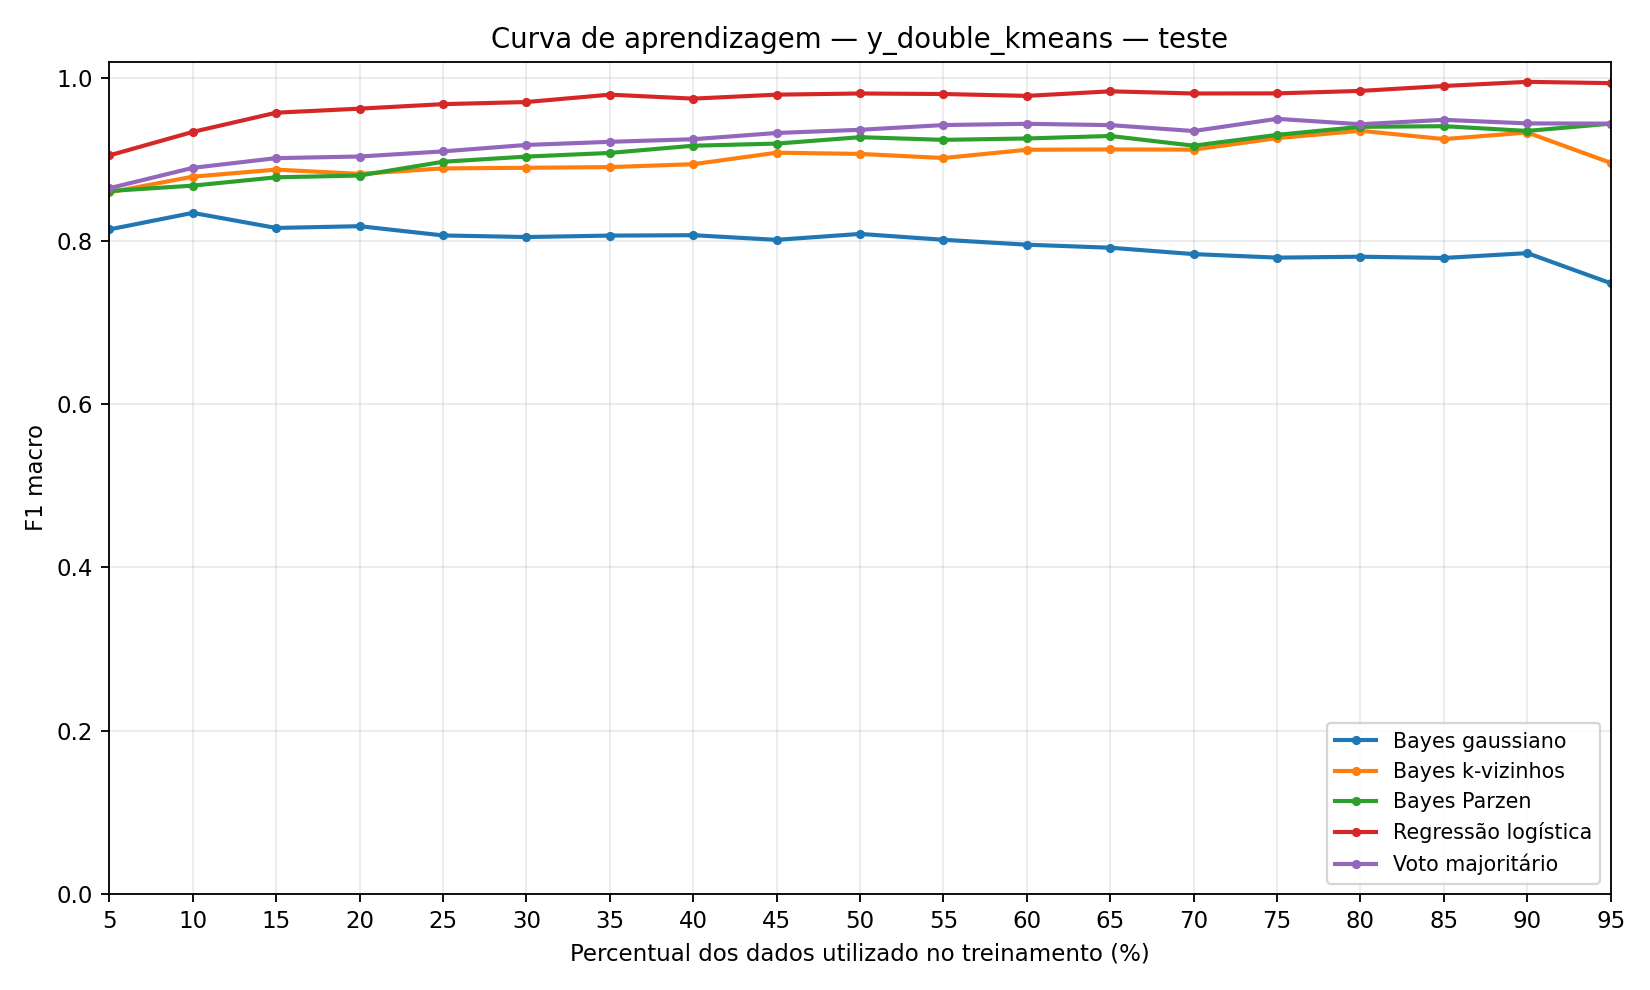 Curva de aprendizagem — y_double_kmeans — teste
F1 macro
1.0
0.8
0.6
0.4
0.2
0.0
5 10 15 20 25 30 35 40 45 50 55 60 65 70 75 80 85 90 95
Percentual dos dados utilizado no treinamento (%)
Bayes gaussiano
Bayes k-vizinhos
Bayes Parzen
Regressão logística
Voto majoritário